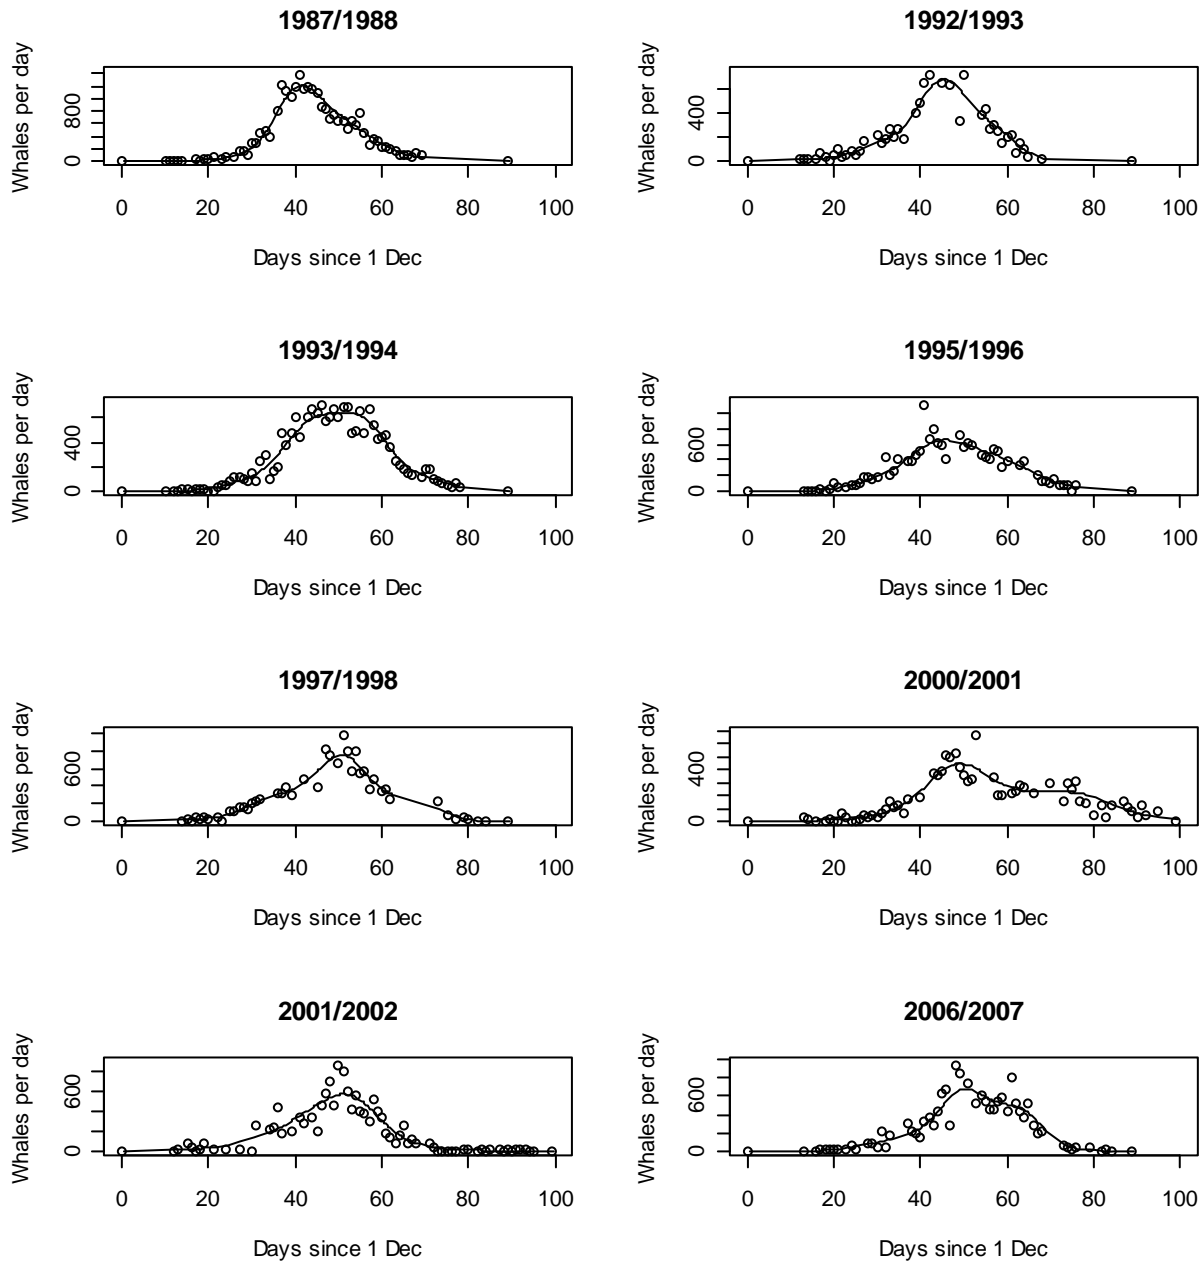 1987/1988
Whales per day
800
0
0 20 40 60 80 100
Days since 1 Dec
1992/1993
Whales per day
400
0
0 20 40 60 80 100
Days since 1 Dec
1993/1994
Whales per day
400
0
0 20 40 60 80 100
Days since 1 Dec
1995/1996
Whales per day
600
0
0 20 40 60 80 100
Days since 1 Dec
1997/1998
Whales per day
600
0
0 20 40 60 80 100
Days since 1 Dec
2000/2001
Whales per day
400
0
0 20 40 60 80 100
Days since 1 Dec
2001/2002
Whales per day
600
0
0 20 40 60 80 100
Days since 1 Dec
2006/2007
Whales per day
600
0
0 20 40 60 80 100
Days since 1 Dec